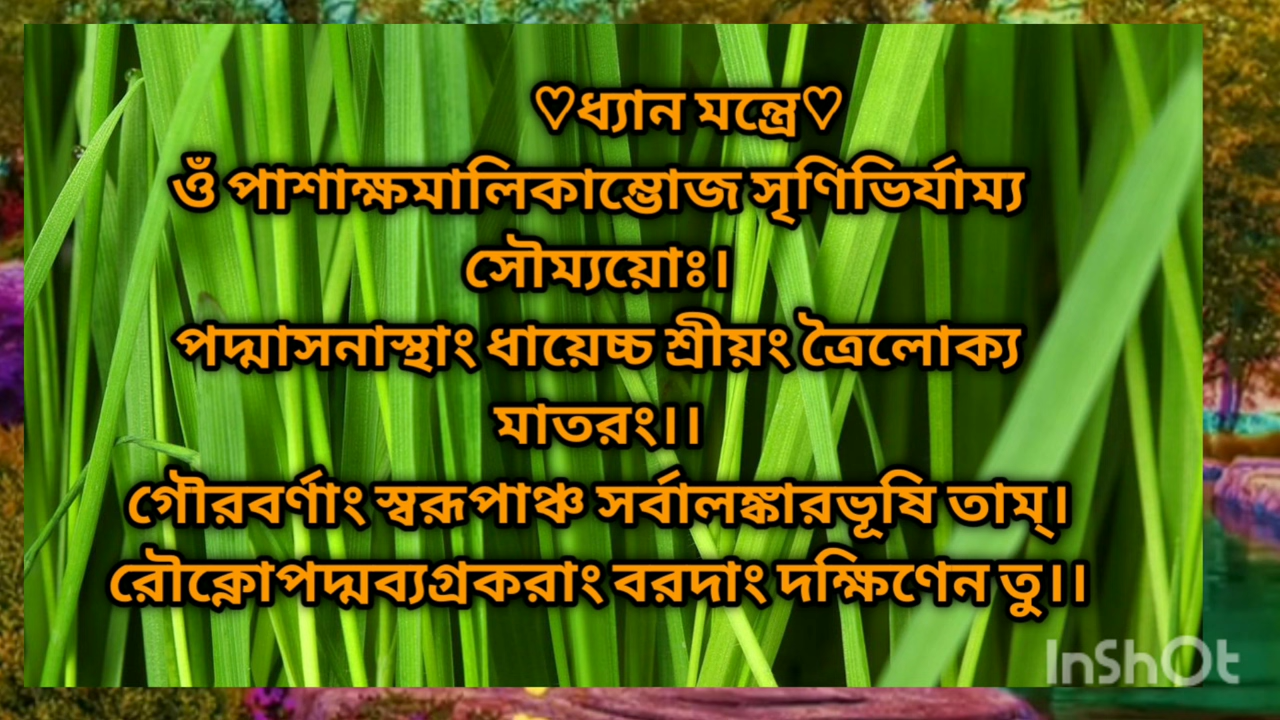 ♡ধ্যান মন্ত্রে♡
ওঁ পাশাক্ষমালিকাম্ভোজ সৃণিভির্যাম্য
সৌম্যয়োঃ।
পদ্মাসনাস্থাং ধায়েচ্চ শ্রীয়ং ত্রৈলোক্য
মাতরং।।
গৌরবর্ণাং স্বরূপাঞ্চ সর্বালঙ্কারভূষি তাম্।
রৌক্নোপদ্মব্যগ্রকরাং বরদাং দক্ষিণেন তু।।
InShOt